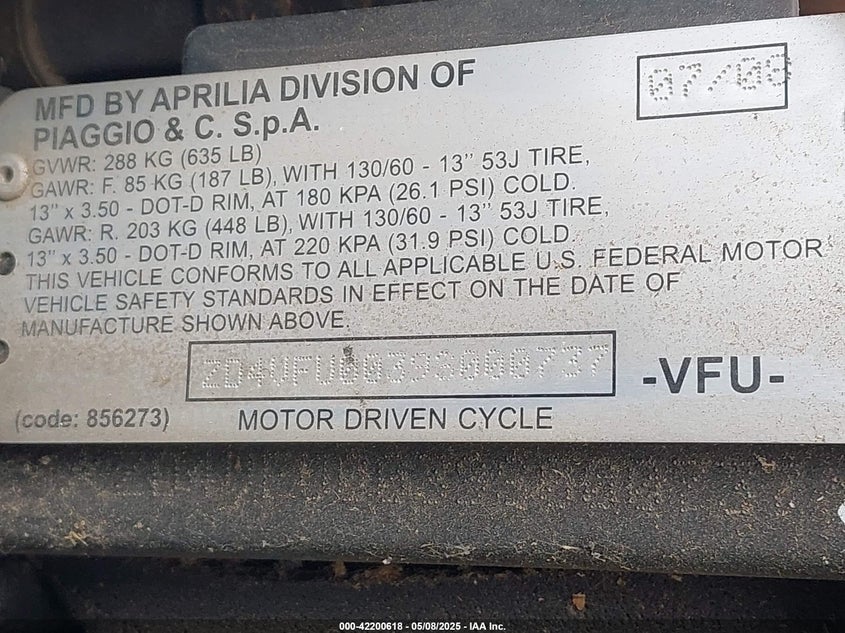 MFD BY APRILIA DIVISION OF
PIAGGIO & C. S.p.A.
07/08
GVWR: 288 KG (635 LB)
GAWR: F. 85 KG (187 LB), WITH 130/60 - 13" 53J TIRE,
13" x 3.50 - DOT-D RIM, AT 180 KPA (26.1 PSI) COLD.
GAWR: R. 203 KG (448 LB), WITH 130/60 - 13" 53J TIRE,
13" x 3.50 - DOT-D RIM, AT 220 KPA (31.9 PSI) COLD.
THIS VEHICLE CONFORMS TO ALL APPLICABLE U.S. FEDERAL MOTOR
VEHICLE SAFETY STANDARDS IN EFFECT ON THE DATE OF
MANUFACTURE SHOWN ABOVE.
ZD4VFU0039S000737
-VFU-
(code: 856273) MOTOR DRIVEN CYCLE
000-42200618 - 05/08/2025 - IAA Inc.